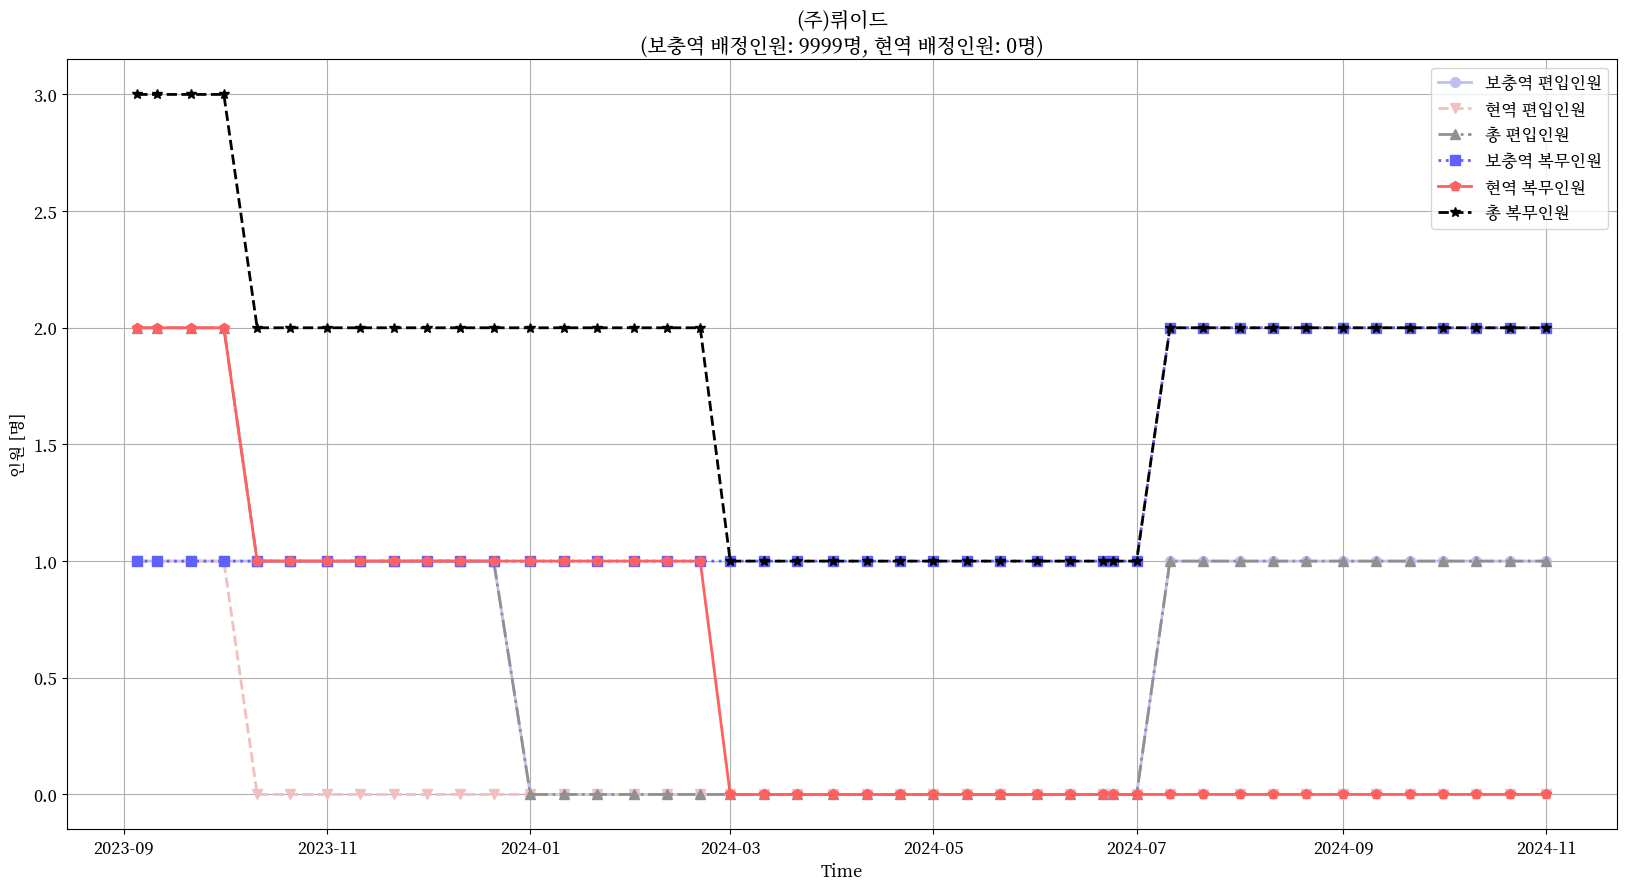 (주)뤼이드
(보충역 배정인원: 9999명, 현역 배정인원: 0명)
인원 [명]
3.0
2.5
2.0
1.5
1.0
0.5
0.0
보충역 편입인원
현역 편입인원
총 편입인원
보충역 복무인원
현역 복무인원
총 복무인원
2023-09
2023-11
2024-01
2024-03
2024-05
2024-07
2024-09
2024-11
Time